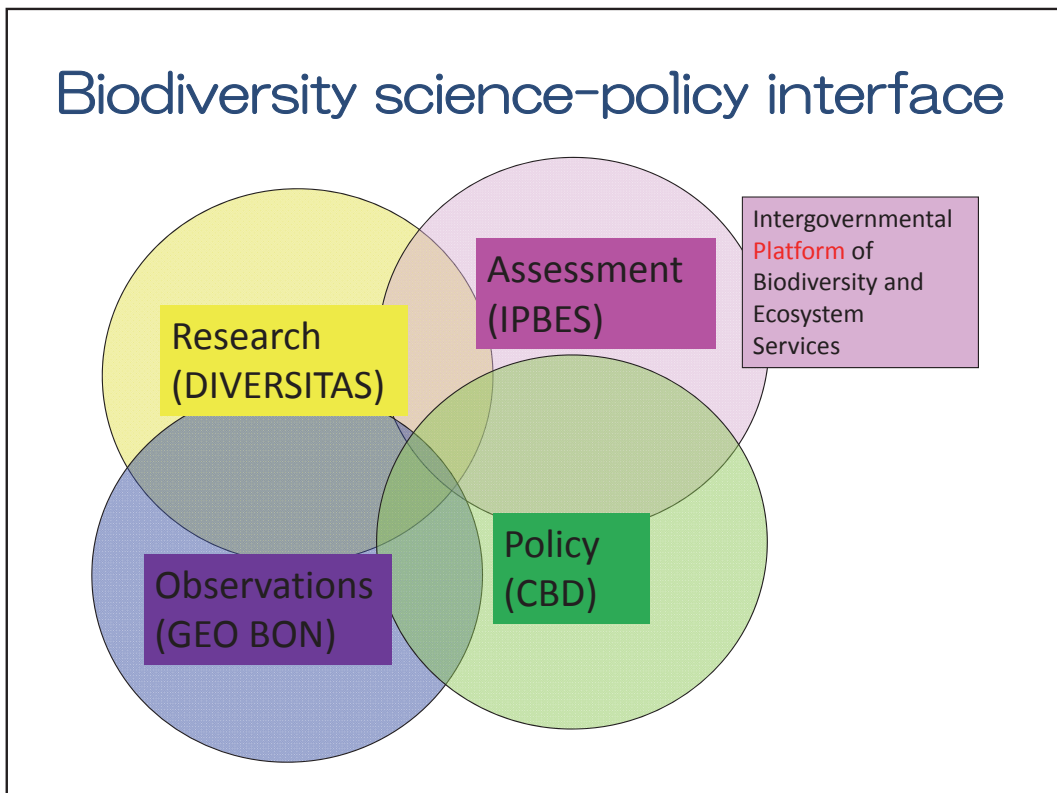 Biodiversity science-policy interface
Assessment
(IPBES)
Intergovernmental
Platform of
Biodiversity and
Ecosystem
Services
Research
(DIVERSITAS)
Policy
(CBD)
Observations
(GEO BON)